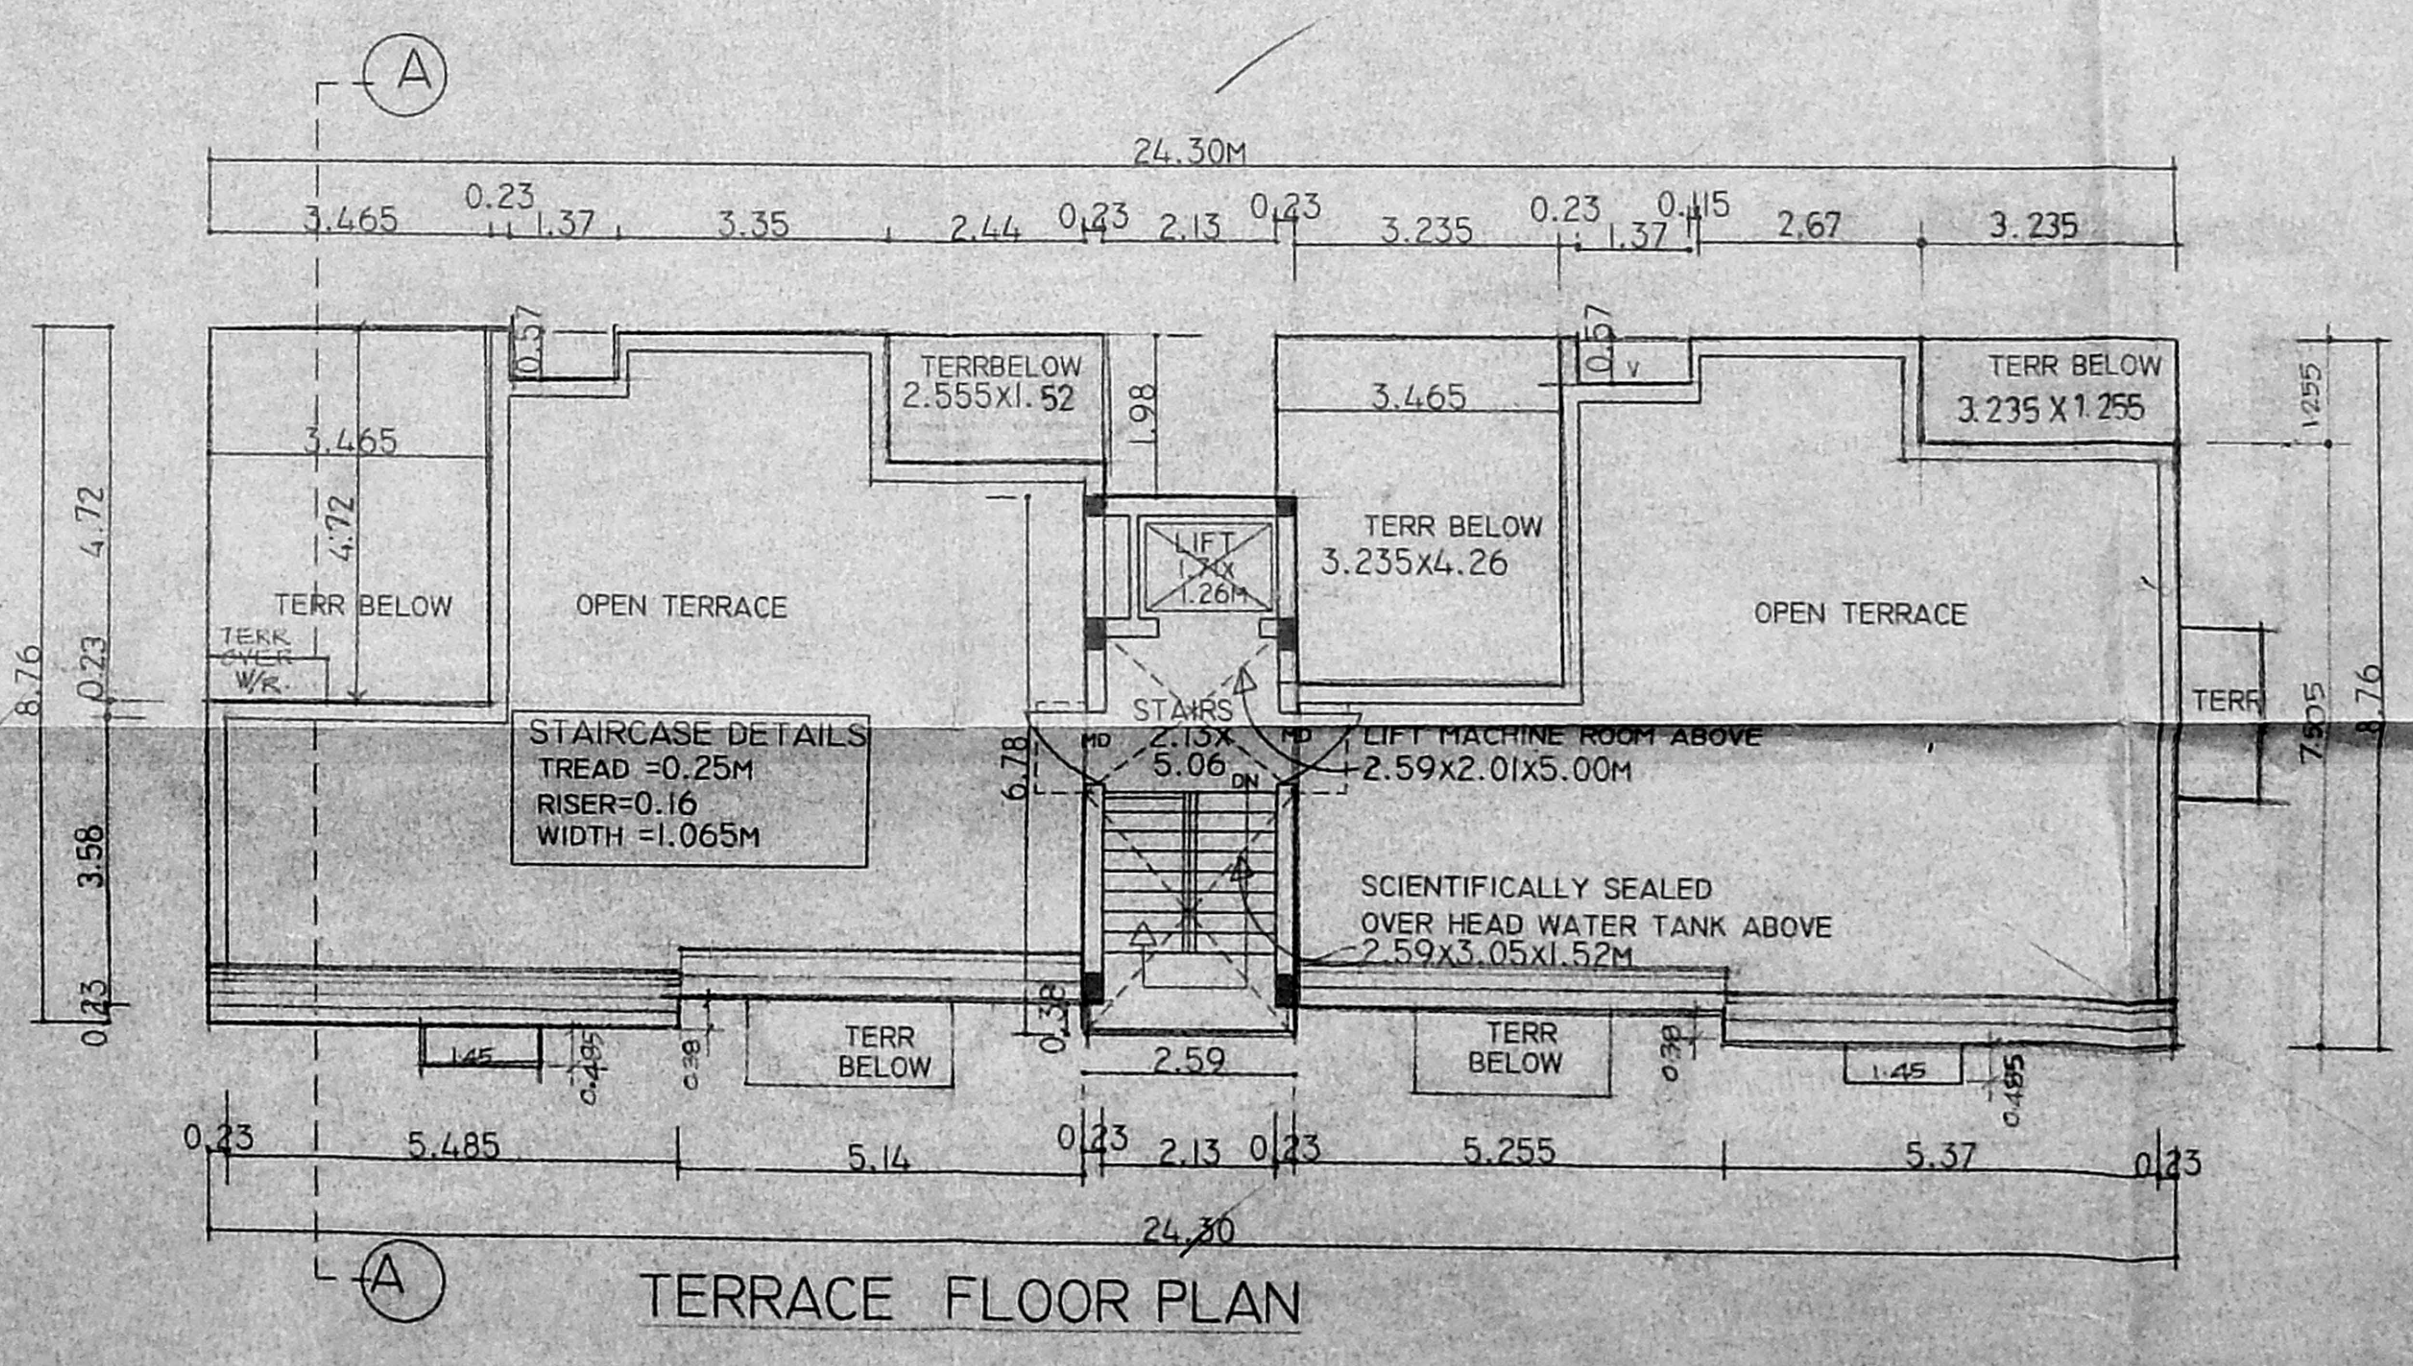 A
24.30M
3.465
0.23
1.37
3.35
2.44
0.23
2.13
0.23
3.235
0.23
1.37
0.115
2.67
3.235
0.57
TERRBELOW
2.555X1.52
1.98
3.465
0.57
V
TERR BELOW
3.235 X 1.255
1.255
3.465
4.72
4.72
LIFT
1.71X
1.26M
TERR BELOW
3.235X4.26
TERR BELOW
OPEN TERRACE
OPEN TERRACE
TERR
OVER
W/R.
8.76
0.23
STAIRS
2.13X
5.06
DN
MD
MD
TERR
7.505
8.76
STAIRCASE DETAILS
TREAD =0.25M
RISER=0.16
WIDTH =1.065M
6.78
LIFT MACHINE ROOM ABOVE
2.59X2.01X5.00M
3.58
SCIENTIFICALLY SEALED
OVER HEAD WATER TANK ABOVE
2.59X3.05X1.52M
0.23
1.45
0.485
0.38
TERR
BELOW
0.38
2.59
TERR
BELOW
0.38
1.45
0.485
0.23
5.485
5.14
0.23
2.13
0.23
5.255
5.37
0.23
24.30
A
TERRACE FLOOR PLAN